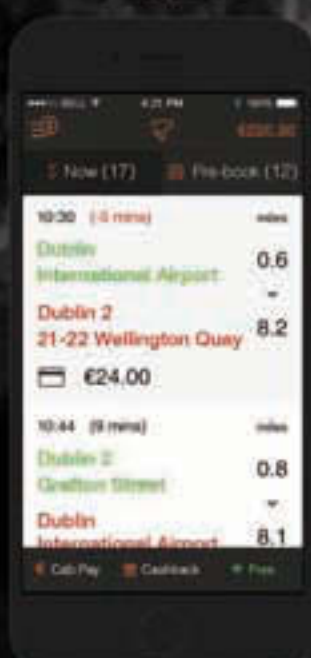 4:21 PM
Now (17)
Pre-book (12)
10:30 (-5 mins) miles
Dublin
International Airport
0.6
Dublin 2
21-22 Wellington Quay
8.2
€24.00
10:44 (9 mins) miles
Dublin 2
Grafton Street
0.8
Dublin
International Airport
8.1
Cab Pay
Cashback
Free